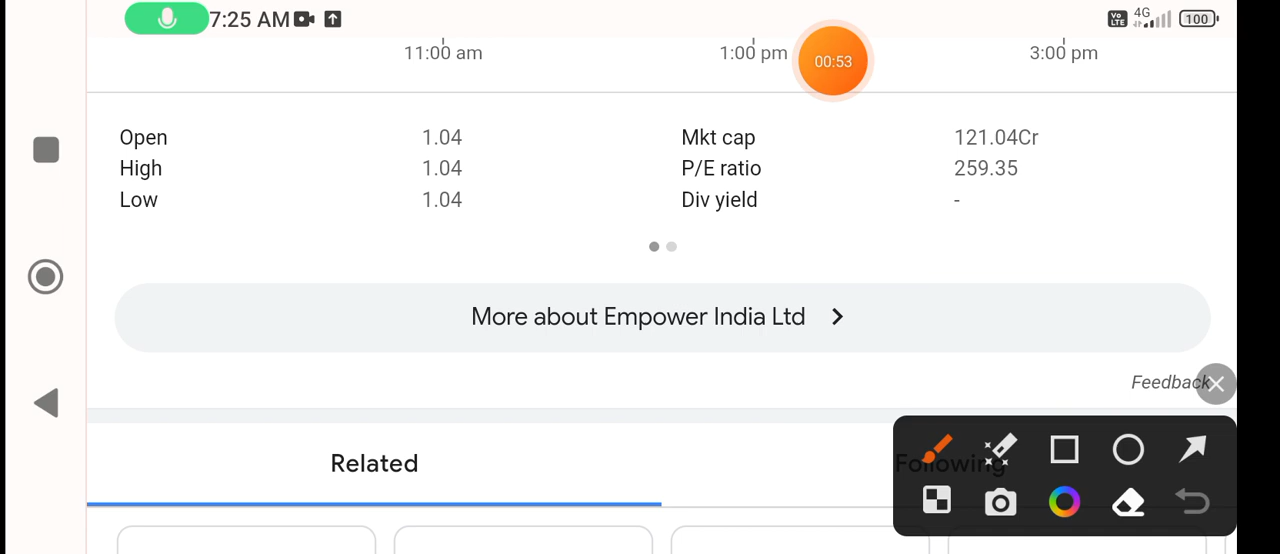 7:25 AM
Vo LTE 4G 100
11:00 am 1:00 pm 3:00 pm
00:53
Open 1.04 Mkt cap 121.04Cr
High 1.04 P/E ratio 259.35
Low 1.04 Div yield -
More about Empower India Ltd
Feedback
Related Following